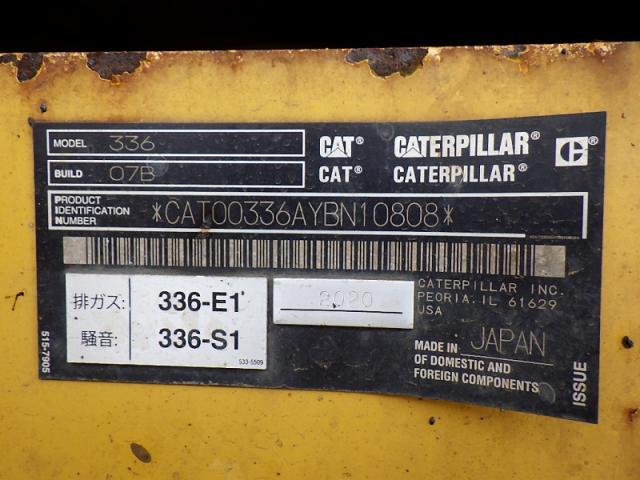 MODEL 336
BUILD 07B
CAT® CATERPILLAR® C
CAT® CATERPILLAR®
PRODUCT IDENTIFICATION NUMBER *CAT00336AYBN10808*
排ガス: 336-E1
騒音: 336-S1
533-5509
2020
CATERPILLAR INC.
PEORIA. IL 61629
USA
MADE IN JAPAN
OF DOMESTIC AND
FOREIGN COMPONENTS
515-7905
ISSUE